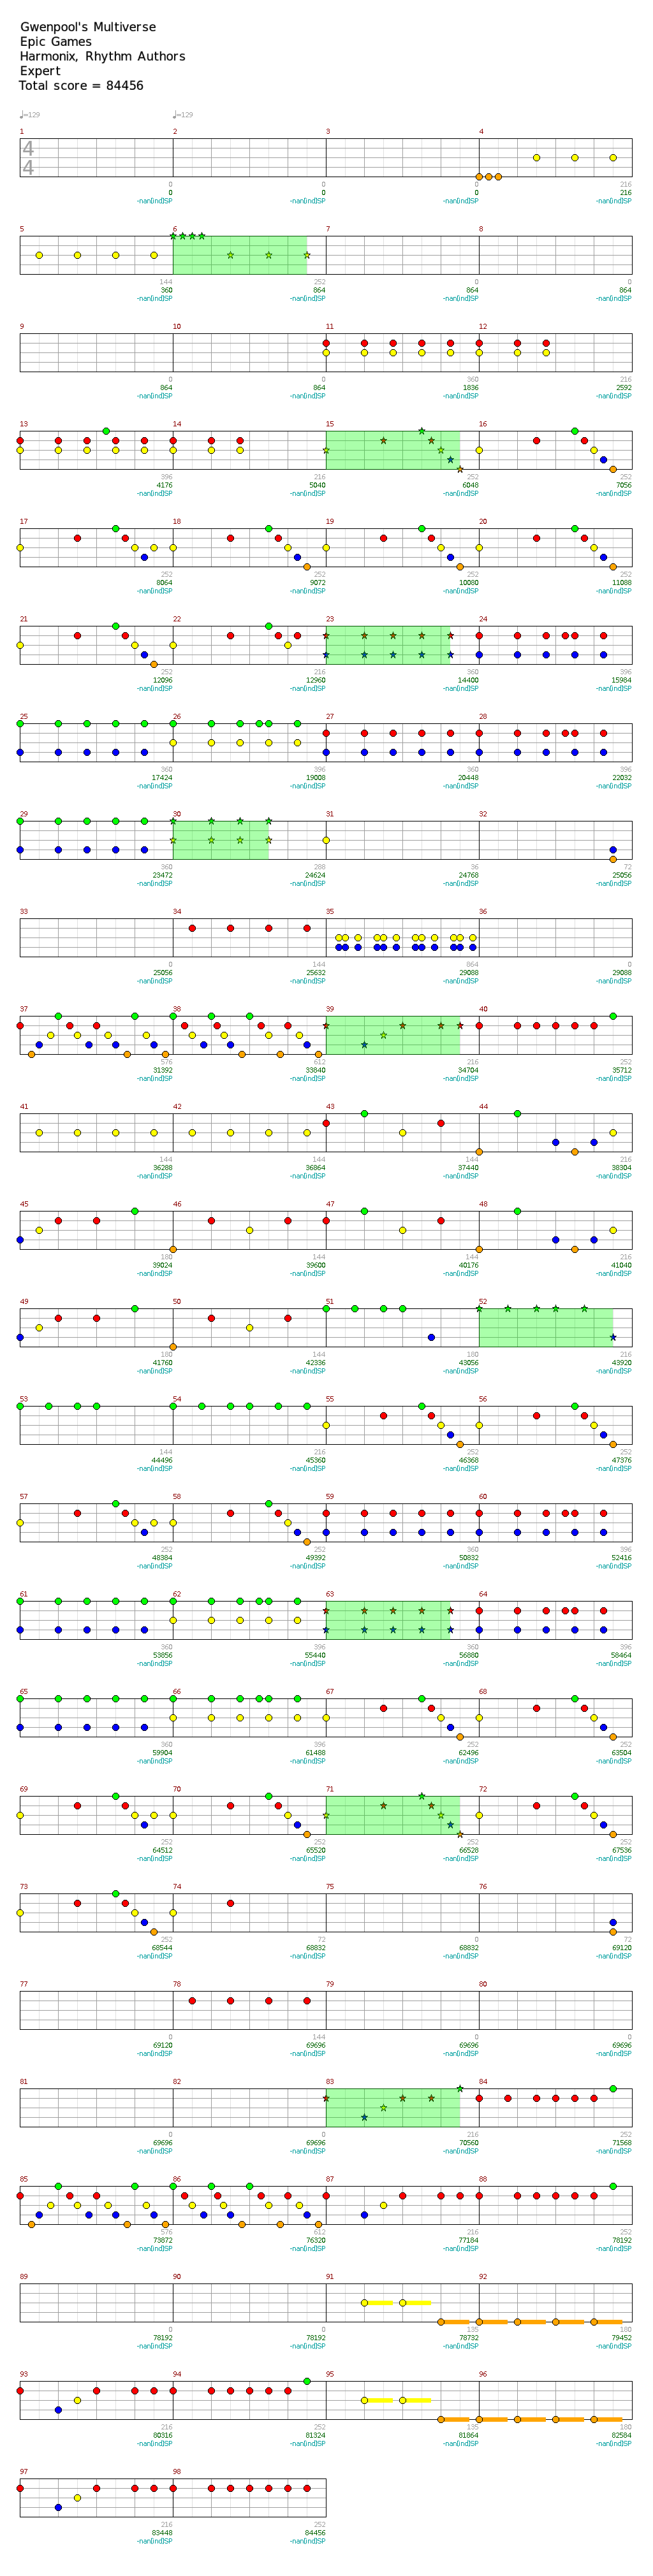 Gwenpool's Multiverse
Epic Games
Harmonix, Rhythm Authors
Expert
Total score = 84456
♩=129 ♩=129
1 2 3 4
4
4
0 0 0 216
0 0 0 216
-nan(ind)SP -nan(ind)SP -nan(ind)SP -nan(ind)SP
5 6 7 8
144 252 0 0
360 864 864 864
-nan(ind)SP -nan(ind)SP -nan(ind)SP -nan(ind)SP
9 10 11 12
0 0 360 216
864 864 1836 2592
-nan(ind)SP -nan(ind)SP -nan(ind)SP -nan(ind)SP
13 14 15 16
396 216 252 252
4176 5040 6048 7056
-nan(ind)SP -nan(ind)SP -nan(ind)SP -nan(ind)SP
17 18 19 20
252 252 252 252
8064 9072 10080 11088
-nan(ind)SP -nan(ind)SP -nan(ind)SP -nan(ind)SP
21 22 23 24
252 216 360 396
12096 12960 14400 15984
-nan(ind)SP -nan(ind)SP -nan(ind)SP -nan(ind)SP
25 26 27 28
360 396 360 396
17424 19008 20448 22032
-nan(ind)SP -nan(ind)SP -nan(ind)SP -nan(ind)SP
29 30 31 32
360 288 36 72
23472 24624 24768 25056
-nan(ind)SP -nan(ind)SP -nan(ind)SP -nan(ind)SP
33 34 35 36
0 144 864 0
25056 25632 29088 29088
-nan(ind)SP -nan(ind)SP -nan(ind)SP -nan(ind)SP
37 38 39 40
576 612 216 252
31392 33840 34704 35712
-nan(ind)SP -nan(ind)SP -nan(ind)SP -nan(ind)SP
41 42 43 44
144 144 144 216
36288 36864 37440 38304
-nan(ind)SP -nan(ind)SP -nan(ind)SP -nan(ind)SP
45 46 47 48
180 144 144 216
39024 39600 40176 41040
-nan(ind)SP -nan(ind)SP -nan(ind)SP -nan(ind)SP
49 50 51 52
180 144 180 216
41760 42336 43056 43920
-nan(ind)SP -nan(ind)SP -nan(ind)SP -nan(ind)SP
53 54 55 56
144 216 252 252
44496 45360 46368 47376
-nan(ind)SP -nan(ind)SP -nan(ind)SP -nan(ind)SP
57 58 59 60
252 252 360 396
48384 49392 50832 52416
-nan(ind)SP -nan(ind)SP -nan(ind)SP -nan(ind)SP
61 62 63 64
360 396 360 396
53856 55440 56880 58464
-nan(ind)SP -nan(ind)SP -nan(ind)SP -nan(ind)SP
65 66 67 68
360 396 252 252
59904 61488 62496 63504
-nan(ind)SP -nan(ind)SP -nan(ind)SP -nan(ind)SP
69 70 71 72
252 252 252 252
64512 65520 66528 67536
-nan(ind)SP -nan(ind)SP -nan(ind)SP -nan(ind)SP
73 74 75 76
252 72 0 72
68544 68832 68832 69120
-nan(ind)SP -nan(ind)SP -nan(ind)SP -nan(ind)SP
77 78 79 80
0 144 0 0
69120 69696 69696 69696
-nan(ind)SP -nan(ind)SP -nan(ind)SP -nan(ind)SP
81 82 83 84
0 0 216 252
69696 69696 70560 71568
-nan(ind)SP -nan(ind)SP -nan(ind)SP -nan(ind)SP
85 86 87 88
576 612 216 252
73872 76320 77184 78192
-nan(ind)SP -nan(ind)SP -nan(ind)SP -nan(ind)SP
89 90 91 92
0 0 135 180
78192 78192 78732 79452
-nan(ind)SP -nan(ind)SP -nan(ind)SP -nan(ind)SP
93 94 95 96
216 252 135 180
80316 81324 81864 82584
-nan(ind)SP -nan(ind)SP -nan(ind)SP -nan(ind)SP
97 98
216 252
83448 84456
-nan(ind)SP -nan(ind)SP